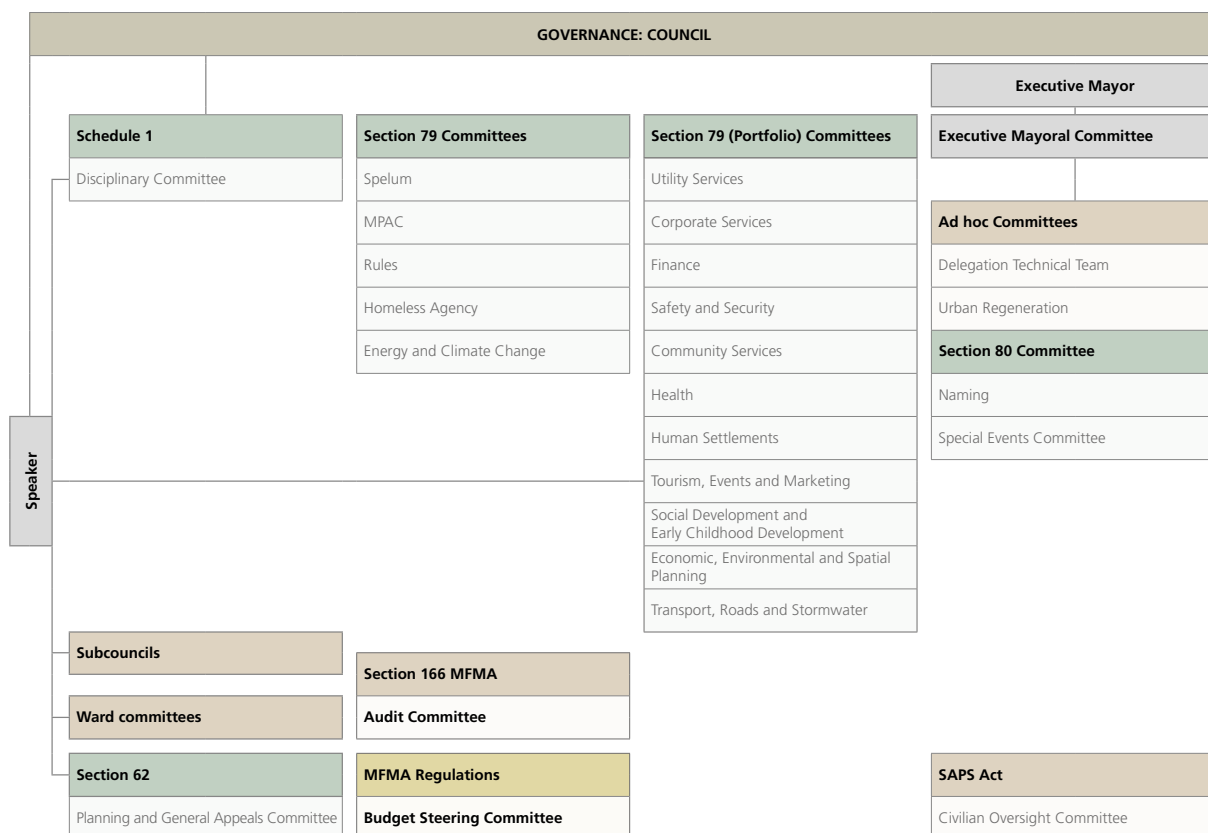 GOVERNANCE: COUNCIL
Executive Mayor
Schedule 1
Disciplinary Committee
Section 79 Committees
Spelum
MPAC
Rules
Homeless Agency
Energy and Climate Change
Section 79 (Portfolio) Committees
Utility Services
Corporate Services
Finance
Safety and Security
Community Services
Health
Human Settlements
Tourism, Events and Marketing
Social Development and
Early Childhood Development
Economic, Environmental and Spatial
Planning
Transport, Roads and Stormwater
Executive Mayoral Committee
Ad hoc Committees
Delegation Technical Team
Urban Regeneration
Section 80 Committee
Naming
Special Events Committee
Speaker
Subcouncils
Ward committees
Section 62
Planning and General Appeals Committee
Section 166 MFMA
Audit Committee
MFMA Regulations
Budget Steering Committee
SAPS Act
Civilian Oversight Committee